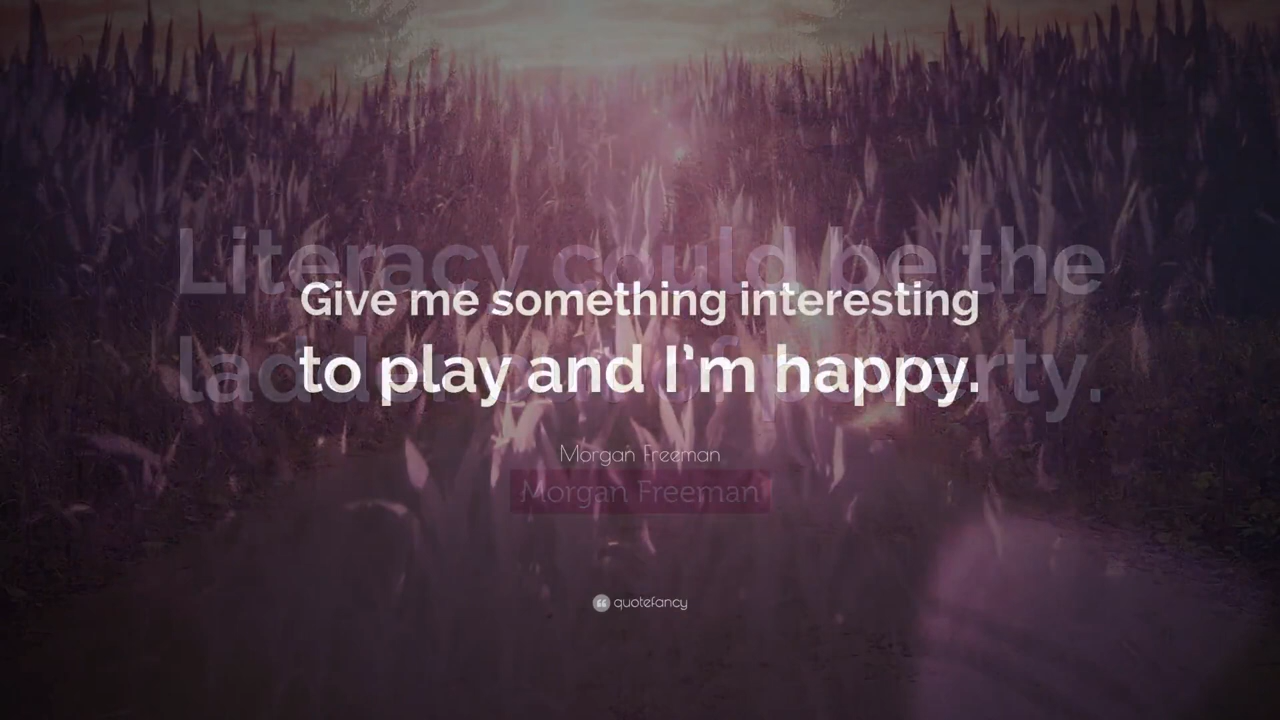 Literacy could be the
Give me something interesting
to play and I’m happy.
Morgan Freeman
Morgan Freeman
quotefancy